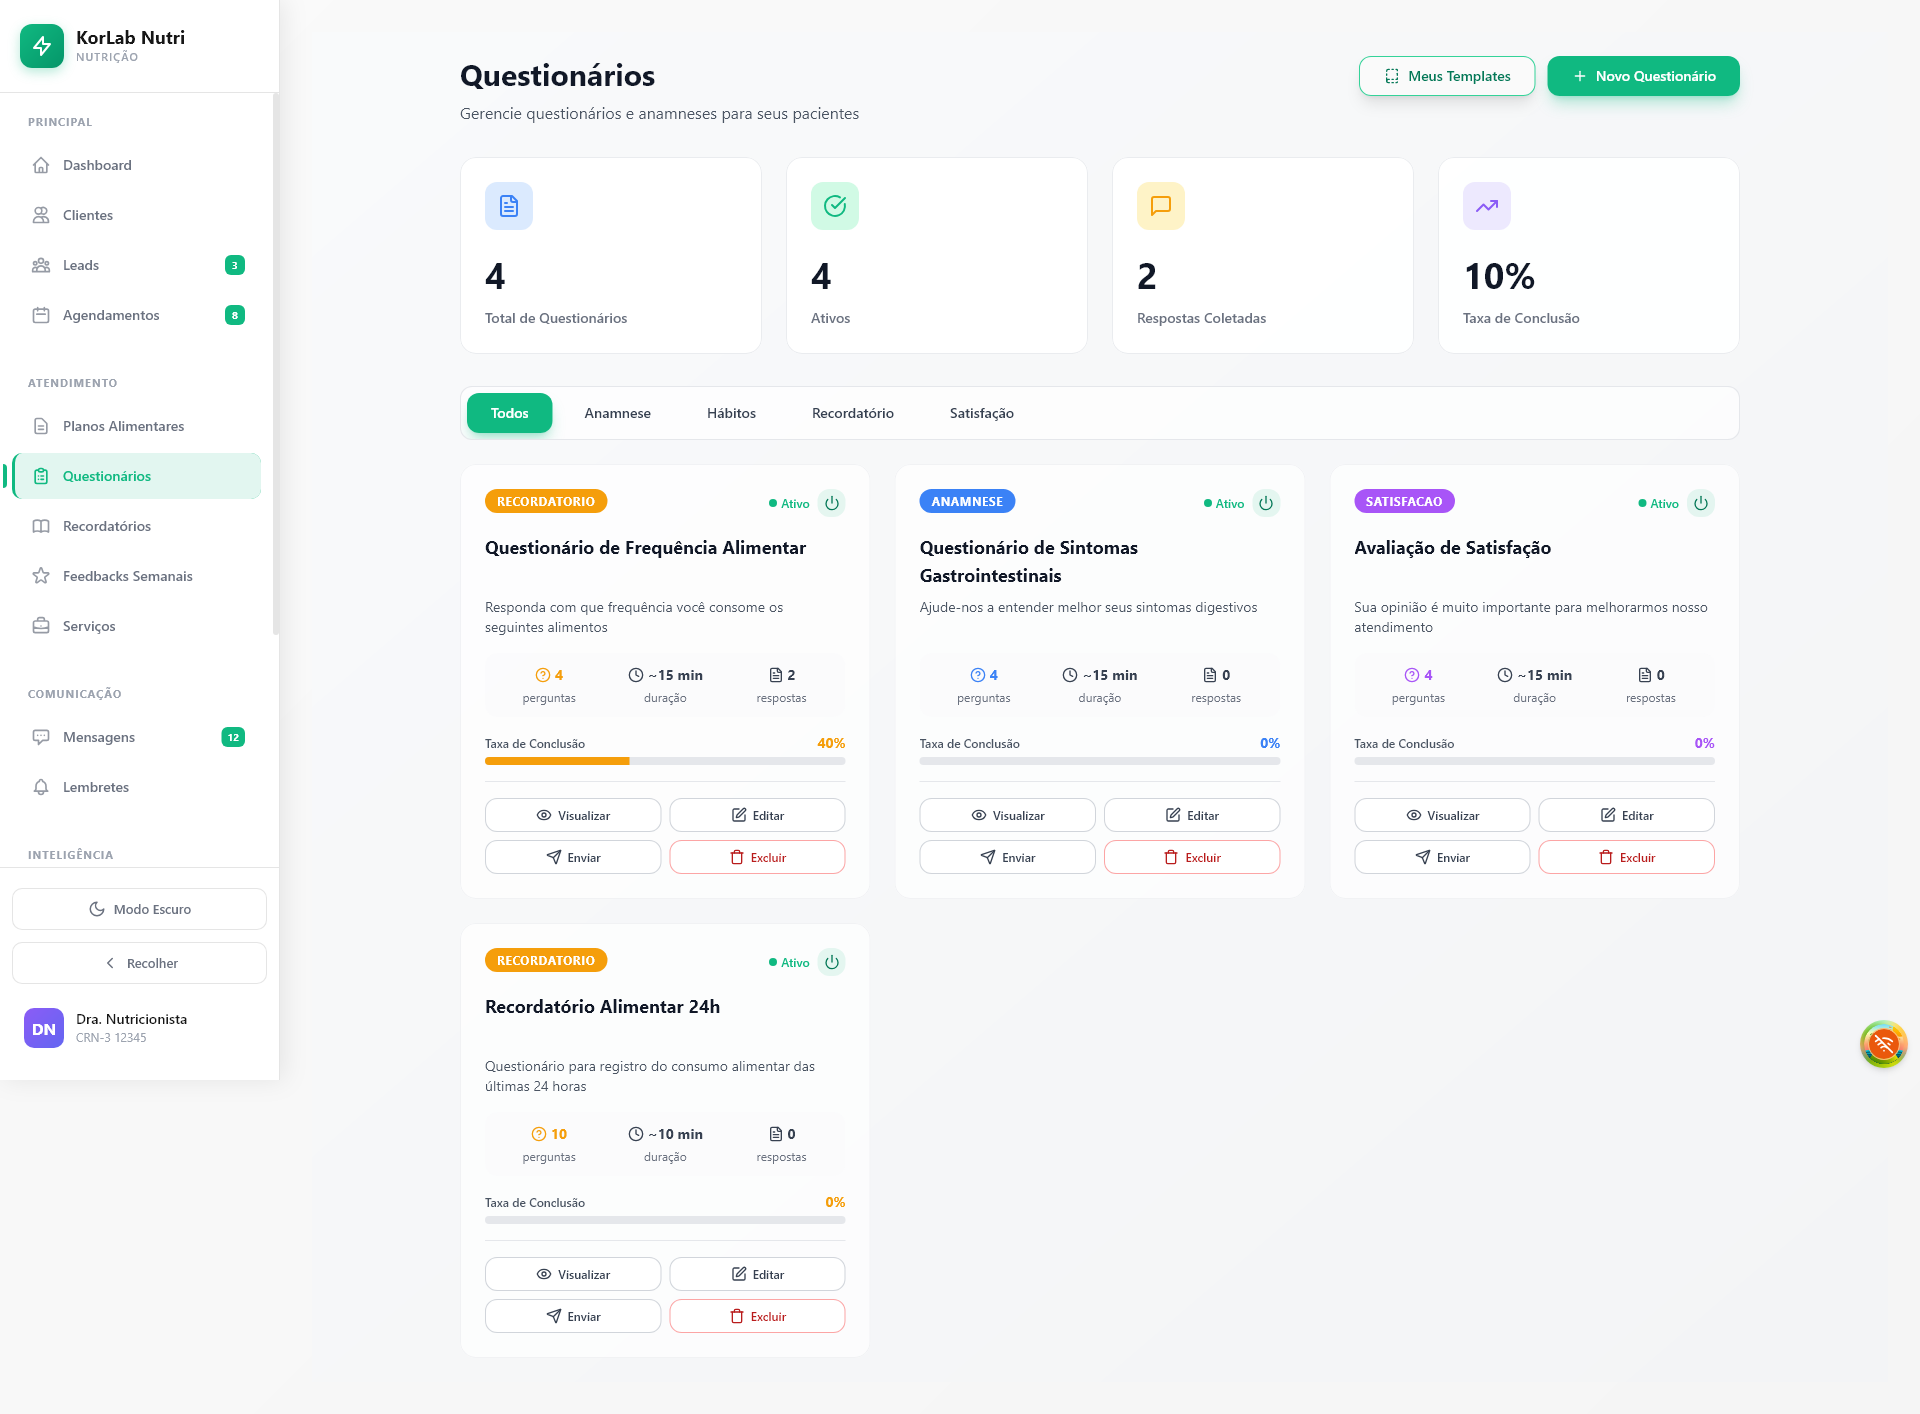 KorLab Nutri
NUTRIÇÃO
PRINCIPAL
Dashboard
Clientes
Leads
3
Agendamentos
8
ATENDIMENTO
Planos Alimentares
Questionários
Recordatórios
Feedbacks Semanais
Serviços
COMUNICAÇÃO
Mensagens
12
Lembretes
INTELIGÊNCIA
Modo Escuro
Recolher
DN
Dra. Nutricionista
CRN-3 12345
Questionários
Gerencie questionários e anamneses para seus pacientes
Meus Templates
Novo Questionário
4
Total de Questionários
4
Ativos
2
Respostas Coletadas
10%
Taxa de Conclusão
Todos
Anamnese
Hábitos
Recordatório
Satisfação
RECORDATORIO
Ativo
Questionário de Frequência Alimentar
Responda com que frequência você consome os
seguintes alimentos
4
perguntas
~15 min
duração
2
respostas
Taxa de Conclusão
40%
Visualizar
Editar
Enviar
Excluir
ANAMNESE
Ativo
Questionário de Sintomas
Gastrointestinais
Ajude-nos a entender melhor seus sintomas digestivos
4
perguntas
~15 min
duração
0
respostas
Taxa de Conclusão
0%
Visualizar
Editar
Enviar
Excluir
SATISFACAO
Ativo
Avaliação de Satisfação
Sua opinião é muito importante para melhorarmos nosso
atendimento
4
perguntas
~15 min
duração
0
respostas
Taxa de Conclusão
0%
Visualizar
Editar
Enviar
Excluir
RECORDATORIO
Ativo
Recordatório Alimentar 24h
Questionário para registro do consumo alimentar das
últimas 24 horas
10
perguntas
~10 min
duração
0
respostas
Taxa de Conclusão
0%
Visualizar
Editar
Enviar
Excluir